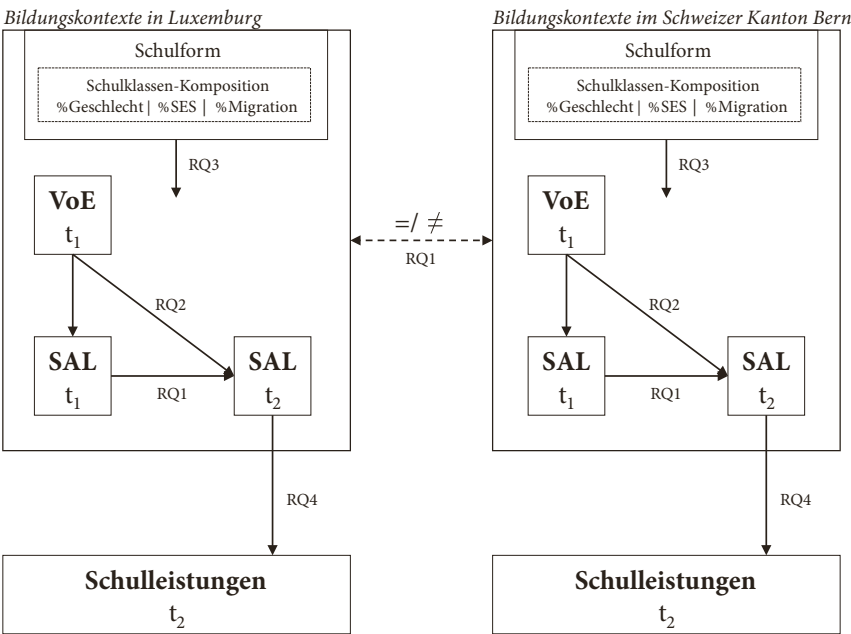 Bildungskontexte in Luxemburg
Schulform
Schulklassen-Komposition
%Geschlecht | %SES | %Migration
RQ3
VoE
t₁
RQ2
SAL
t₁
RQ1
SAL
t₂
RQ4
Schulleistungen
t₂
=/ ≠
RQ1
Bildungskontexte im Schweizer Kanton Bern
Schulform
Schulklassen-Komposition
%Geschlecht | %SES | %Migration
RQ3
VoE
t₁
RQ2
SAL
t₁
RQ1
SAL
t₂
RQ4
Schulleistungen
t₂